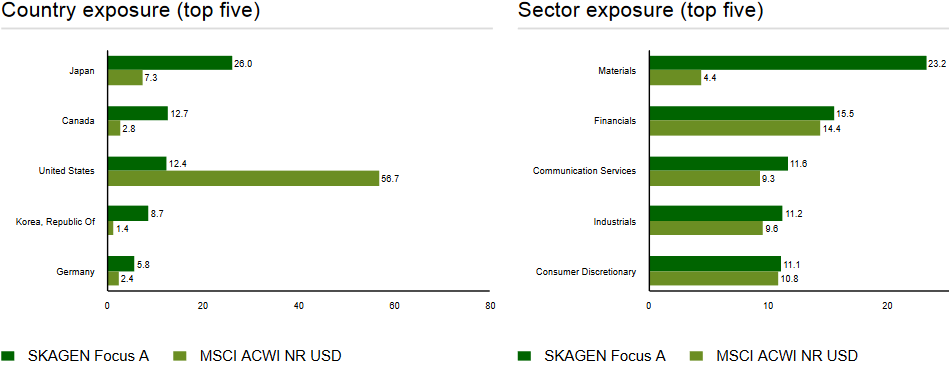 Country exposure (top five)
Japan
26.0
7.3
Canada
12.7
2.8
United States
12.4
56.7
Korea, Republic Of
8.7
1.4
Germany
5.8
2.4
0 20 40 60 80
SKAGEN Focus A MSCI ACWI NR USD
Sector exposure (top five)
Materials
23.2
4.4
Financials
15.5
14.4
Communication Services
11.6
9.3
Industrials
11.2
9.6
Consumer Discretionary
11.1
10.8
0 10 20
SKAGEN Focus A MSCI ACWI NR USD